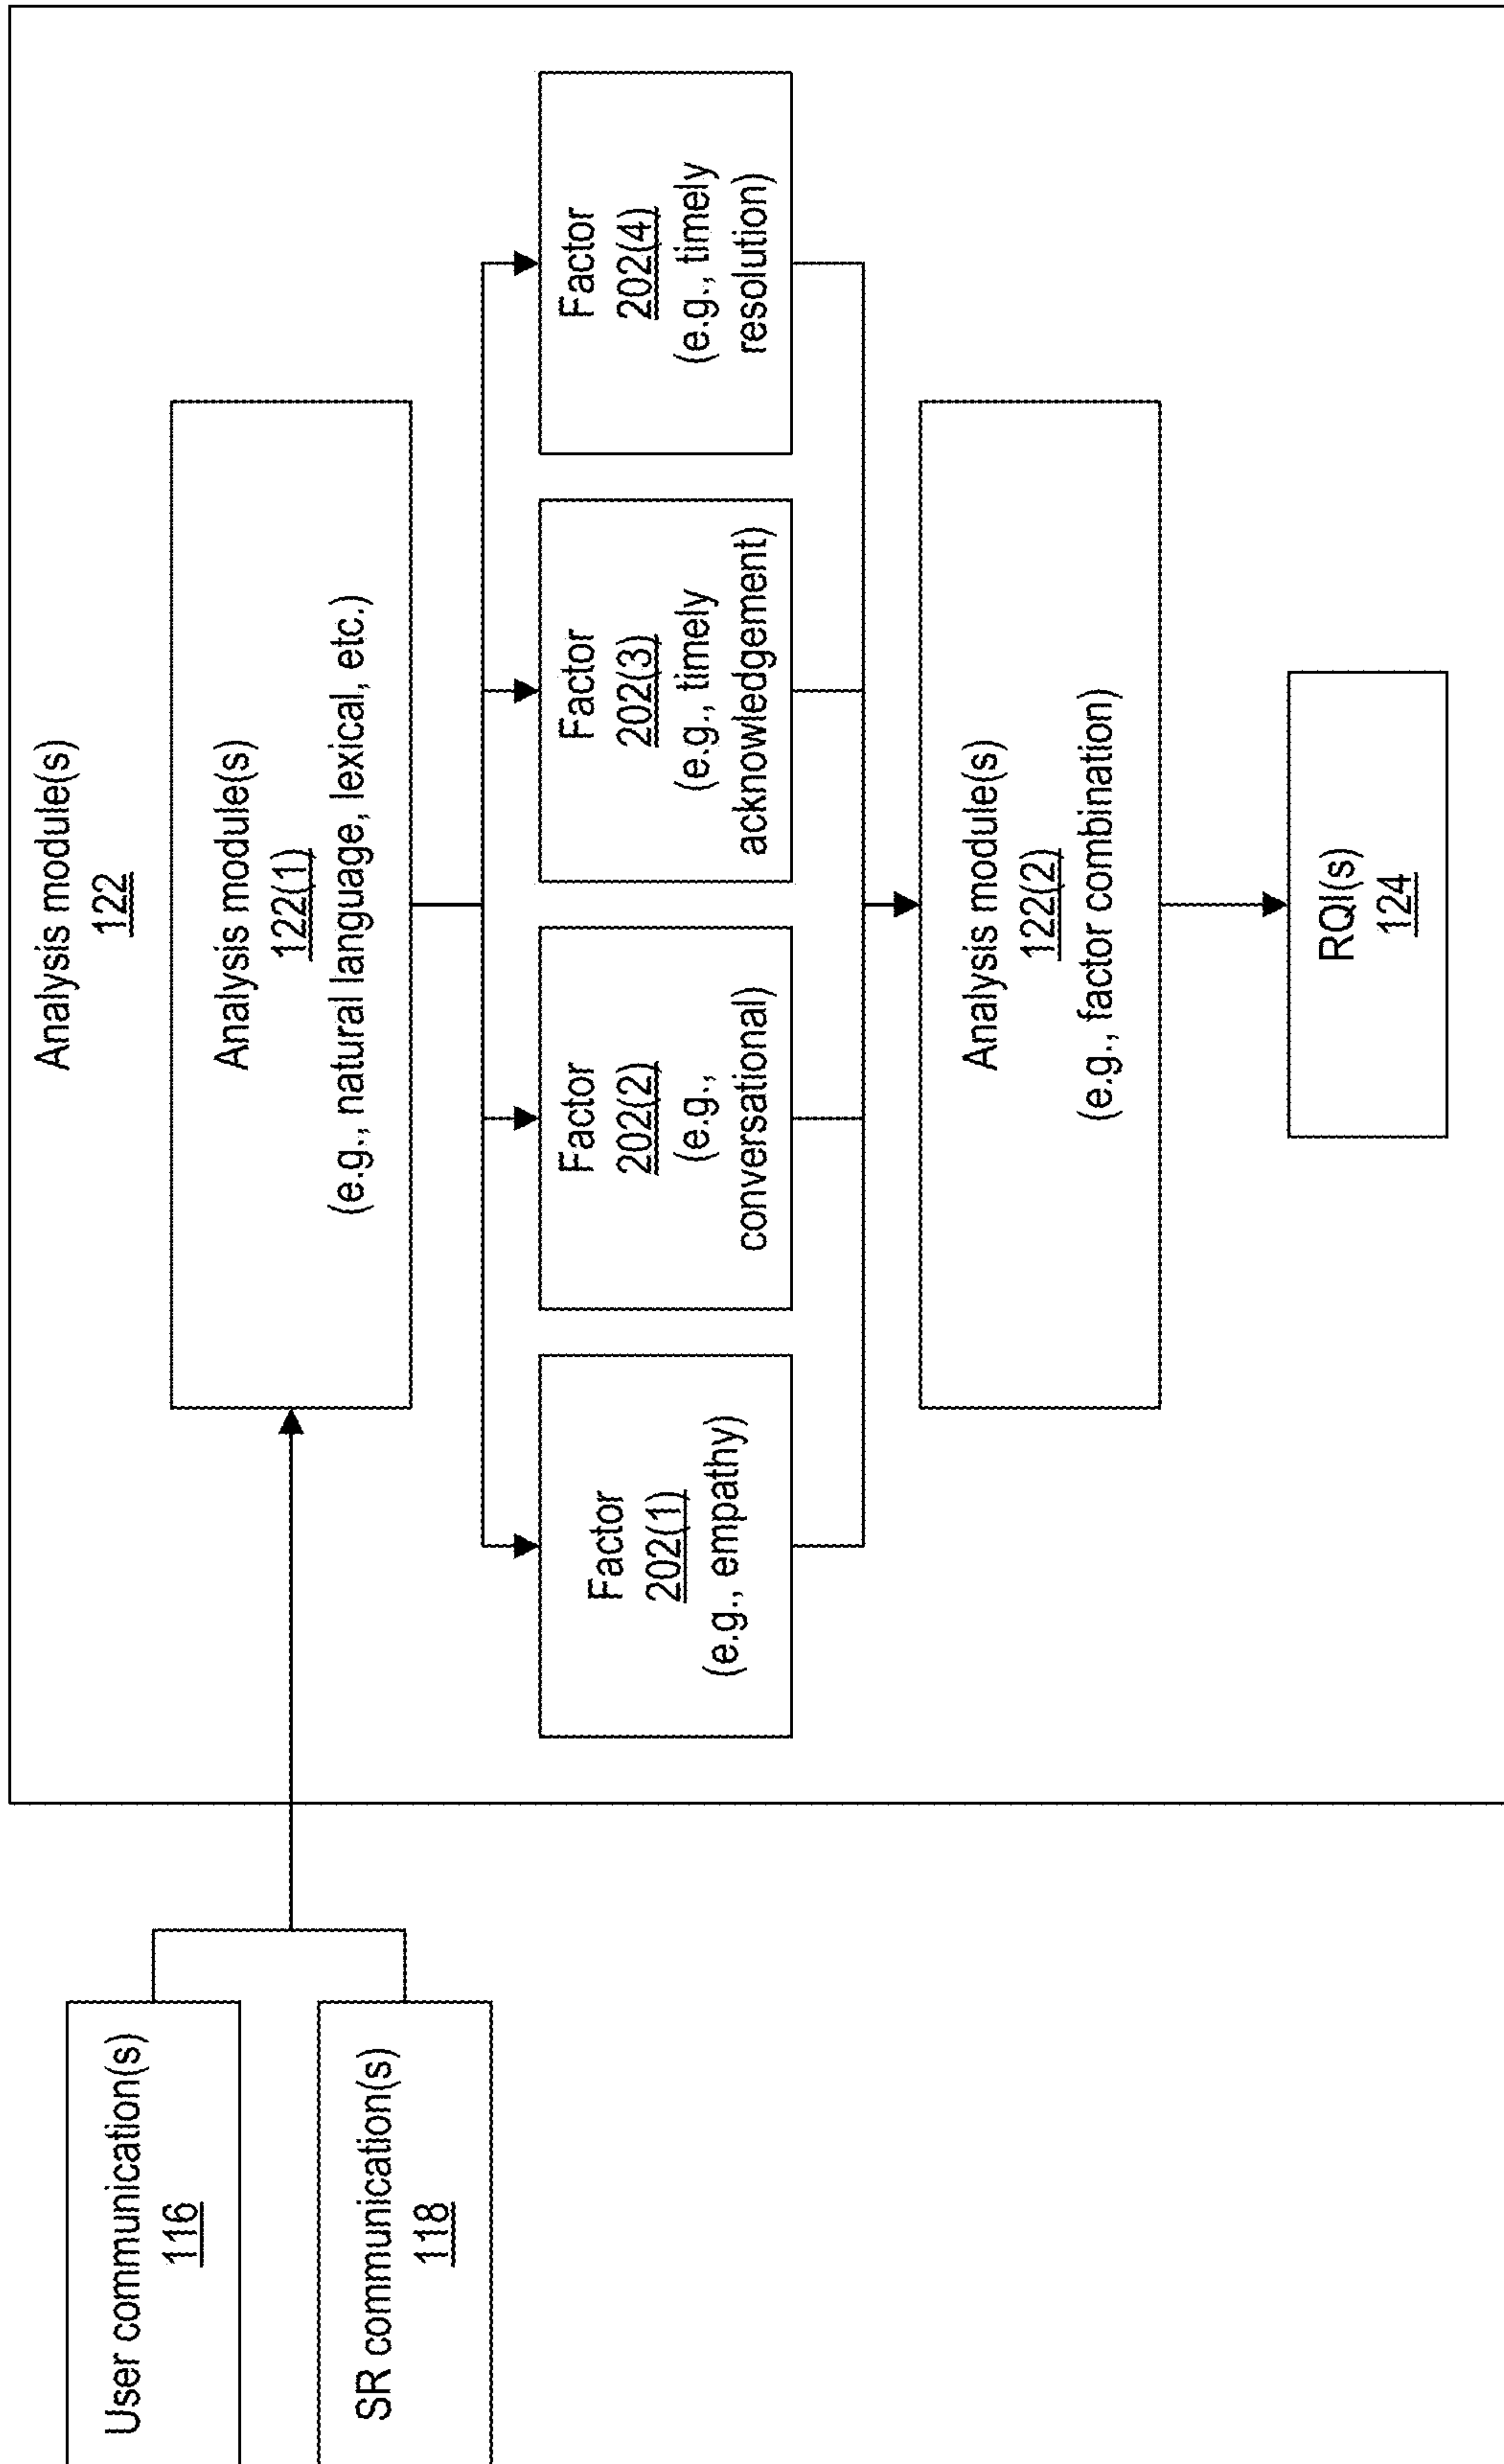 User communication(s)
116
SR communication(s)
118
Analysis module(s)
122
Analysis module(s)
122(1)
(e.g., natural language, lexical, etc.)
Factor
202(1)
(e.g., empathy)
Factor
202(2)
(e.g.,
conversational)
Factor
202(3)
(e.g., timely
acknowledgement)
Factor
202(4)
(e.g., timely
resolution)
Analysis module(s)
122(2)
(e.g., factor combination)
RQI(s)
124